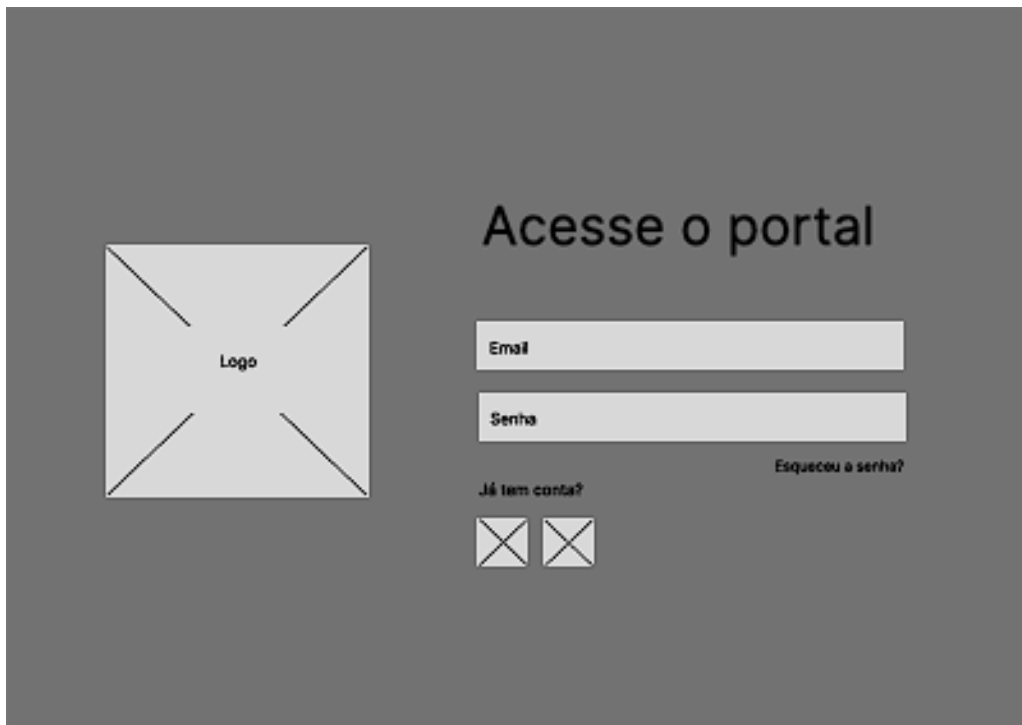 Acesse o portal
Logo
Email
Senha
Esqueceu a senha?
Já tem conta?